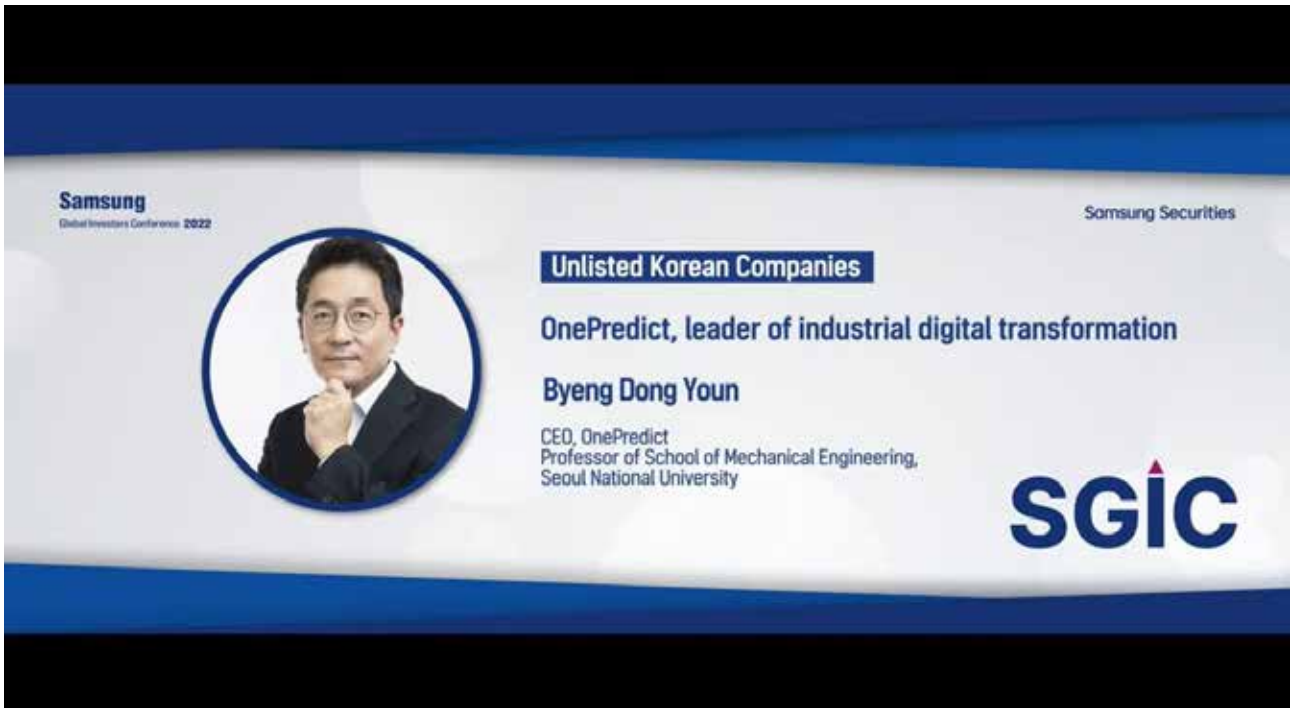 Samsung
Global Investors Conference 2022
Samsung Securities
Unlisted Korean Companies
OnePredict, leader of industrial digital transformation
Byeng Dong Youn
CEO, OnePredict
Professor of School of Mechanical Engineering,
Seoul National University
SGIC